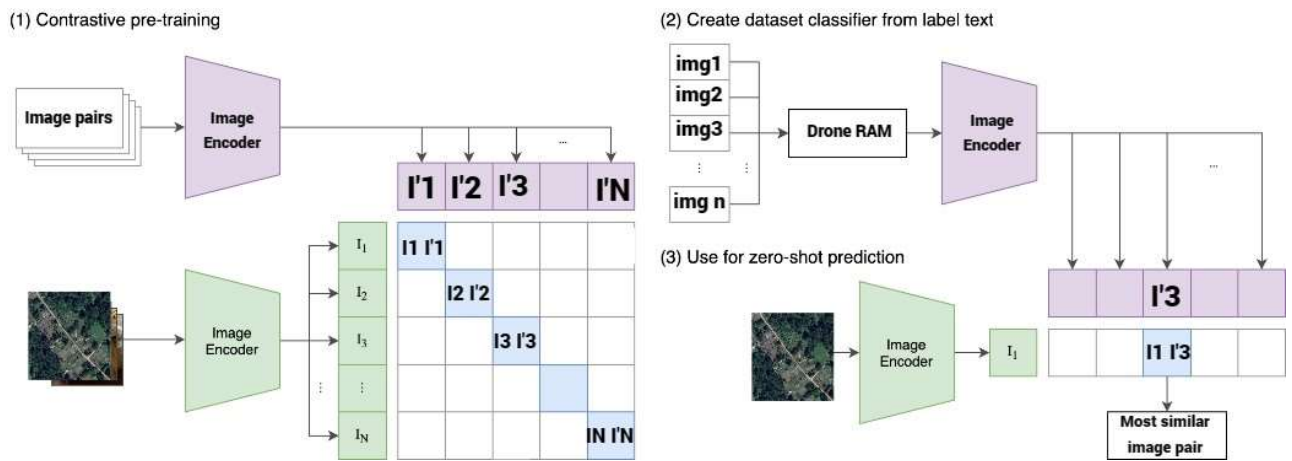 (1) Contrastive pre-training
Image pairs
Image
Encoder
...
I'1 I'2 I'3 I'N
I1 I'1
I2 I'2
I3 I'3
IN I'N
I₁
I₂
I₃
⋮ ⋮
I_N
Image
Encoder
(2) Create dataset classifier from label text
img1
img2
img3
⋮ ⋮
img n
Drone RAM
Image
Encoder
...
I'3
(3) Use for zero-shot prediction
Image
Encoder
I₁
I1 I'3
Most similar
image pair